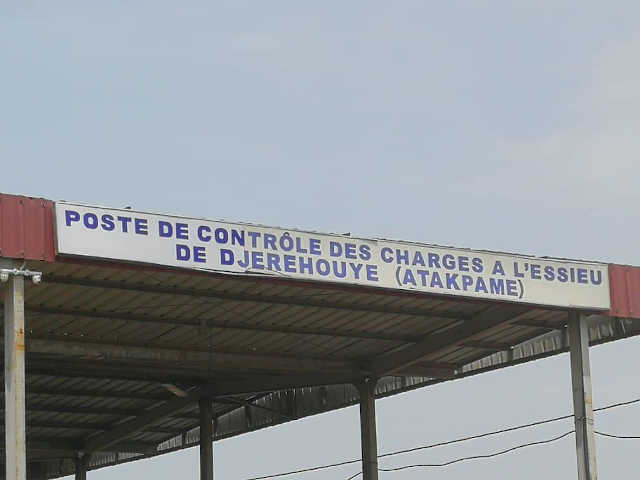 POSTE DE CONTRÔLE DES CHARGES A L'ESSIEU
DE DJEREHOUYE (ATAKPAME)